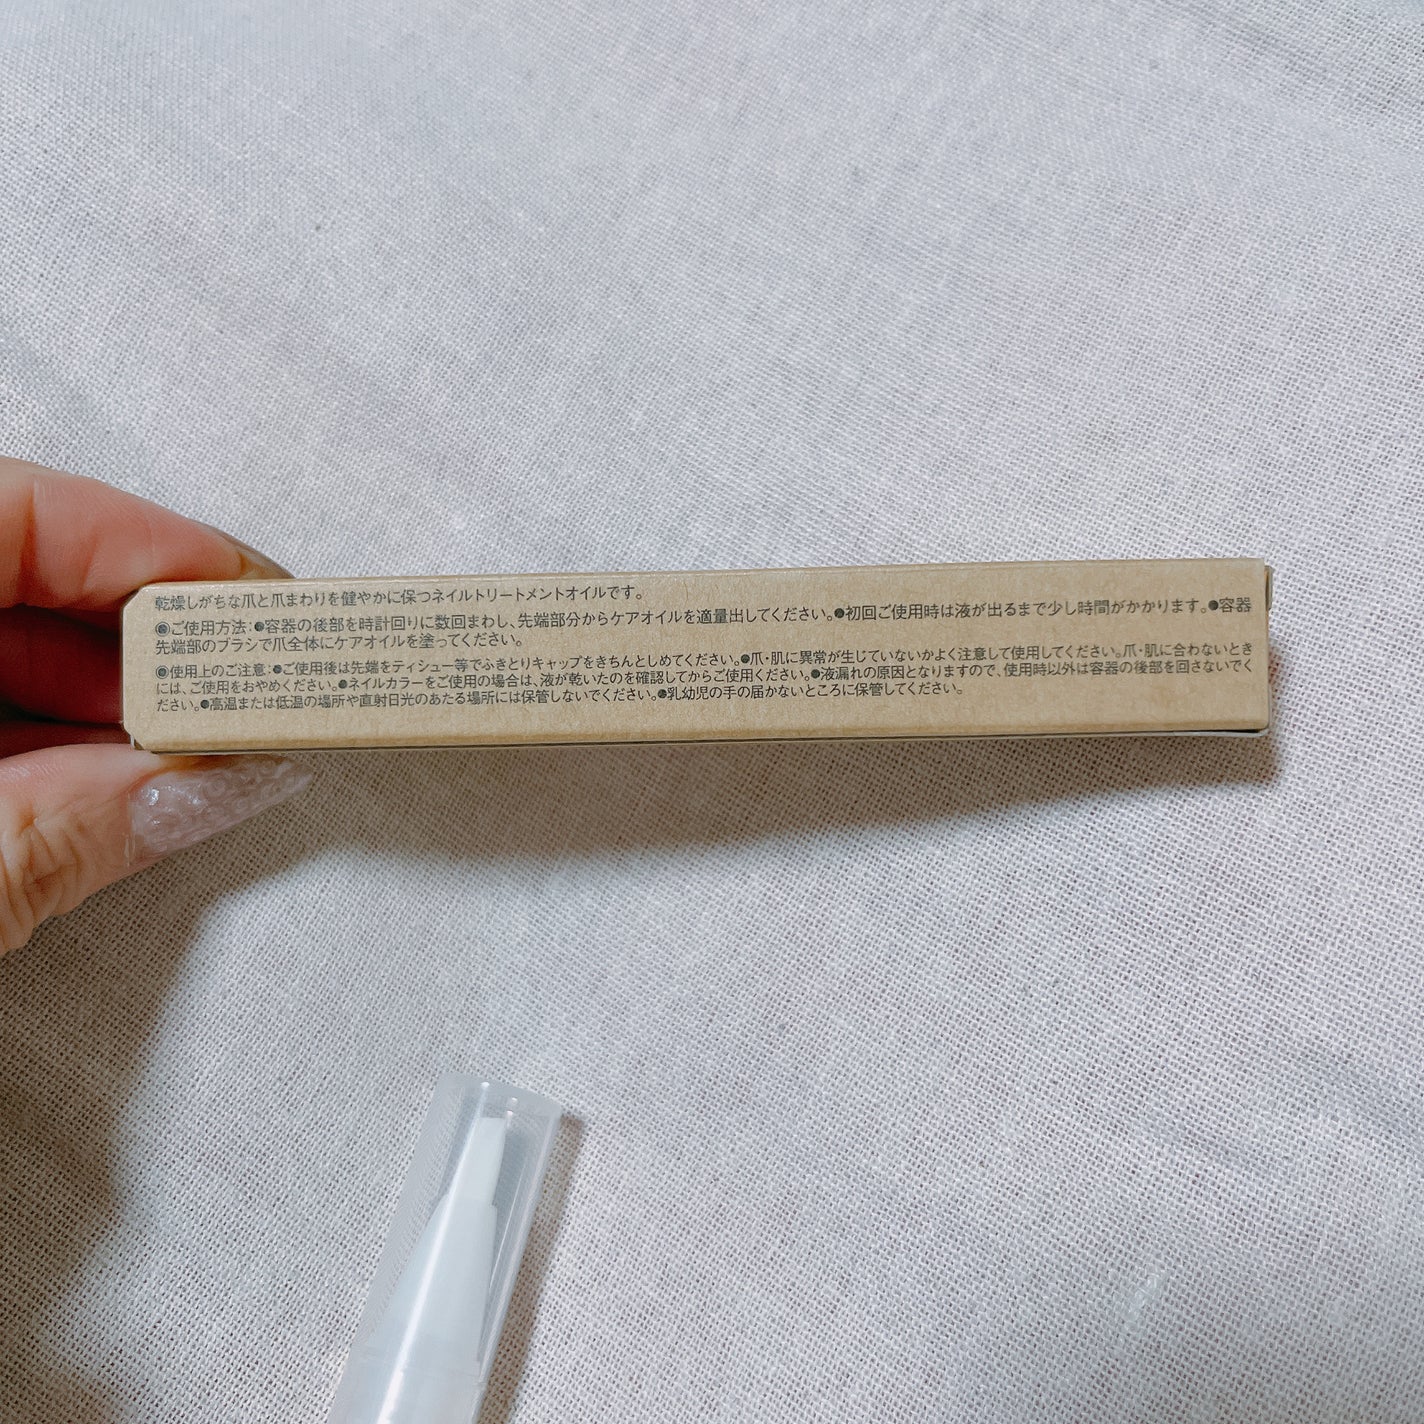 乾燥しがちな爪と爪まわりを健やかに保つネイルトリートメントオイルです。
◉ご使用方法:●容器の後部を時計回りに数回まわし、先端部分からケアオイルを適量出してください。●初回ご使用時は液が出るまで少し時間がかかります。●容器
先端部のブラシで爪全体にケアオイルを塗ってください。
◉使用上のご注意:●ご使用後は先端をティシュー等でふきとりキャップをきちんとしめてください。●爪・肌に異常が生じていないかよく注意して使用してください。爪・肌に合わないとき
には、ご使用をおやめください。●ネイルカラーをご使用の場合は、液が乾いたのを確認してからご使用ください。●液漏れの原因となりますので、使用時以外は容器の後部を回さないでく
ださい。●高温または低温の場所や直射日光のあたる場所には保管しないでください。●乳幼児の手の届かないところに保管してください。